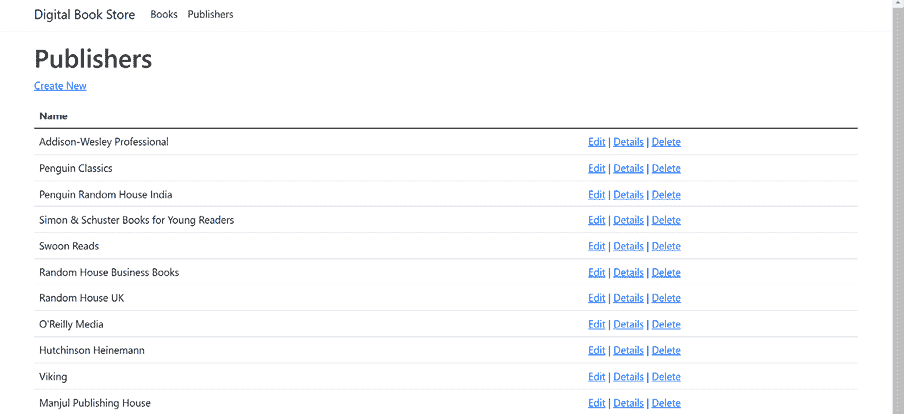 Digital Book Store Books Publishers
Publishers
Create New
Name
Addison-Wesley Professional Edit | Details | Delete
Penguin Classics Edit | Details | Delete
Penguin Random House India Edit | Details | Delete
Simon & Schuster Books for Young Readers Edit | Details | Delete
Swoon Reads Edit | Details | Delete
Random House Business Books Edit | Details | Delete
Random House UK Edit | Details | Delete
O'Reilly Media Edit | Details | Delete
Hutchinson Heinemann Edit | Details | Delete
Viking Edit | Details | Delete
Manjul Publishing House Edit | Details | Delete